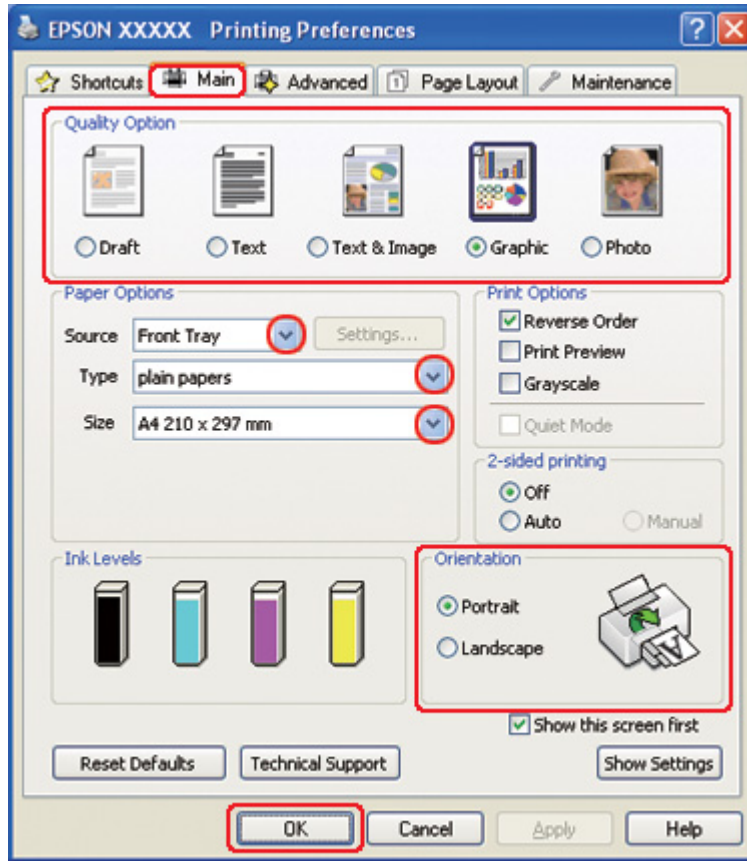 EPSON XXXXX Printing Preferences
Shortcuts Main Advanced 1 Page Layout Maintenance
Quality Option
Draft Text Text & Image Graphic Photo
Paper Options
Source Front Tray Settings...
Type plain papers
Size A4 210 x 297 mm
Print Options
Reverse Order
Print Preview
Grayscale
Quiet Mode
2-sided printing
Off
Auto Manual
Ink Levels
Orientation
Portrait
Landscape
A
Show this screen first
Reset Defaults Technical Support Show Settings
OK Cancel Apply Help